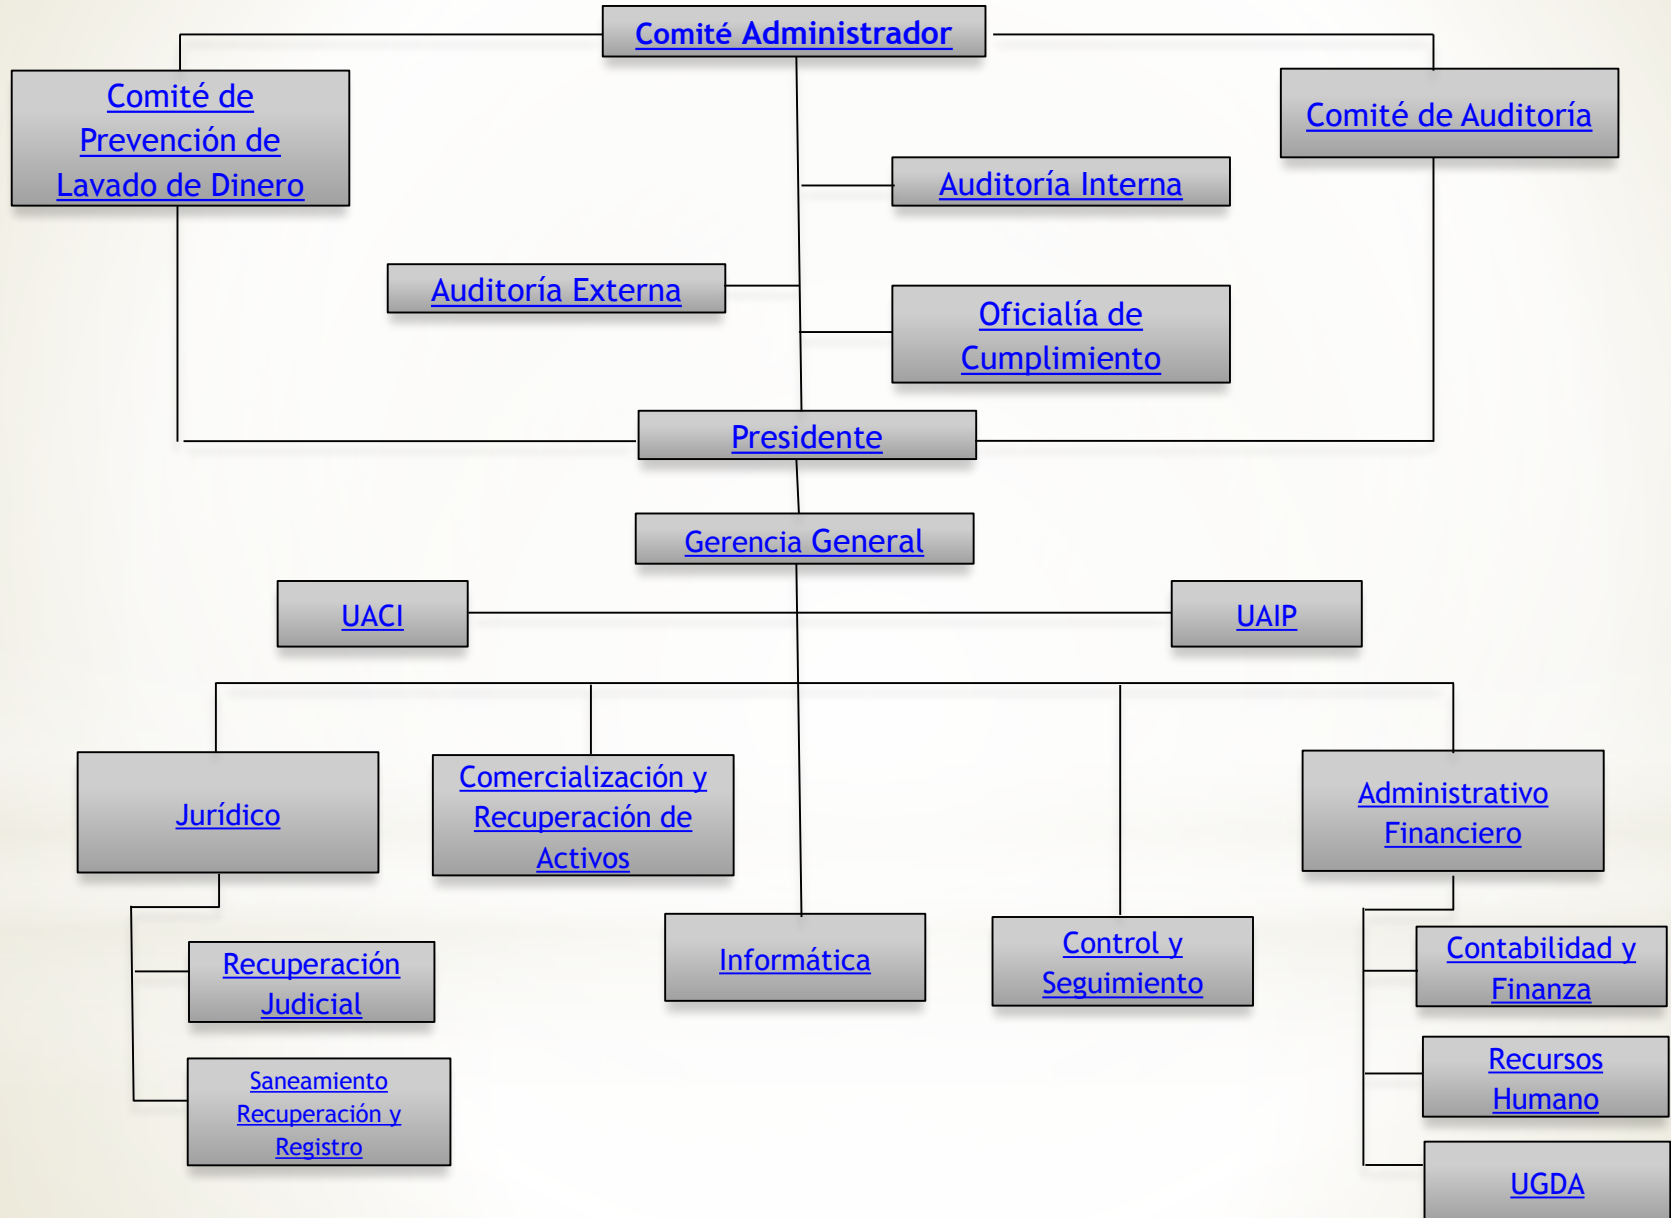 Comité Administrador
Comité de
Prevención de
Lavado de Dinero
Comité de Auditoría
Auditoría Interna
Auditoría Externa
Oficialía de
Cumplimiento
Presidente
Gerencia General
UACI
UAIP
Jurídico
Comercialización y
Recuperación de
Activos
Administrativo
Financiero
Informática
Control y
Seguimiento
Recuperación
Judicial
Saneamiento
Recuperación y
Registro
Contabilidad y
Finanza
Recursos
Humano
UGDA